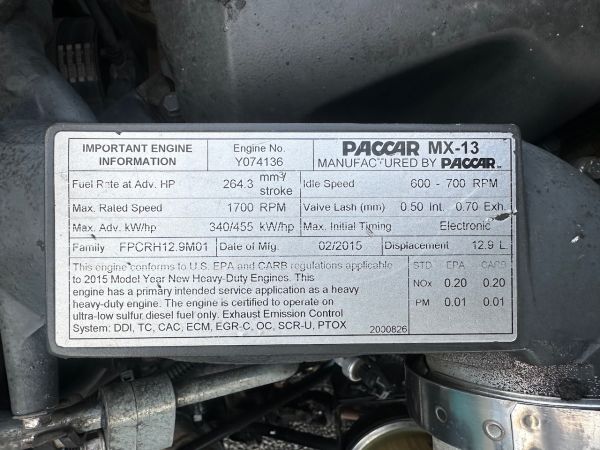 IMPORTANT ENGINE INFORMATION
Engine No. Y074136
PACCAR MX-13
MANUFACTURED BY PACCAR
Fuel Rate at Adv. HP 264.3 mm³/stroke
Idle Speed 600 - 700 RPM
Max. Rated Speed 1700 RPM
Valve Lash (mm) 0.50 Int. 0.70 Exh.
Max. Adv. kW/hp 340/455 kW/hp
Max. Initial Timing Electronic
Family FPCRH12.9M01
Date of Mfg. 02/2015
Displacement 12.9 L
This engine conforms to U.S. EPA and CARB regulations applicable
to 2015 Model Year New Heavy-Duty Engines. This
engine has a primary intended service application as a heavy
heavy-duty engine. The engine is certified to operate on
ultra-low sulfur diesel fuel only. Exhaust Emission Control
System: DDI, TC, CAC, ECM, EGR-C, OC, SCR-U, PTOX
2000826
STD EPA CARB
NOx 0.20 0.20
PM 0.01 0.01